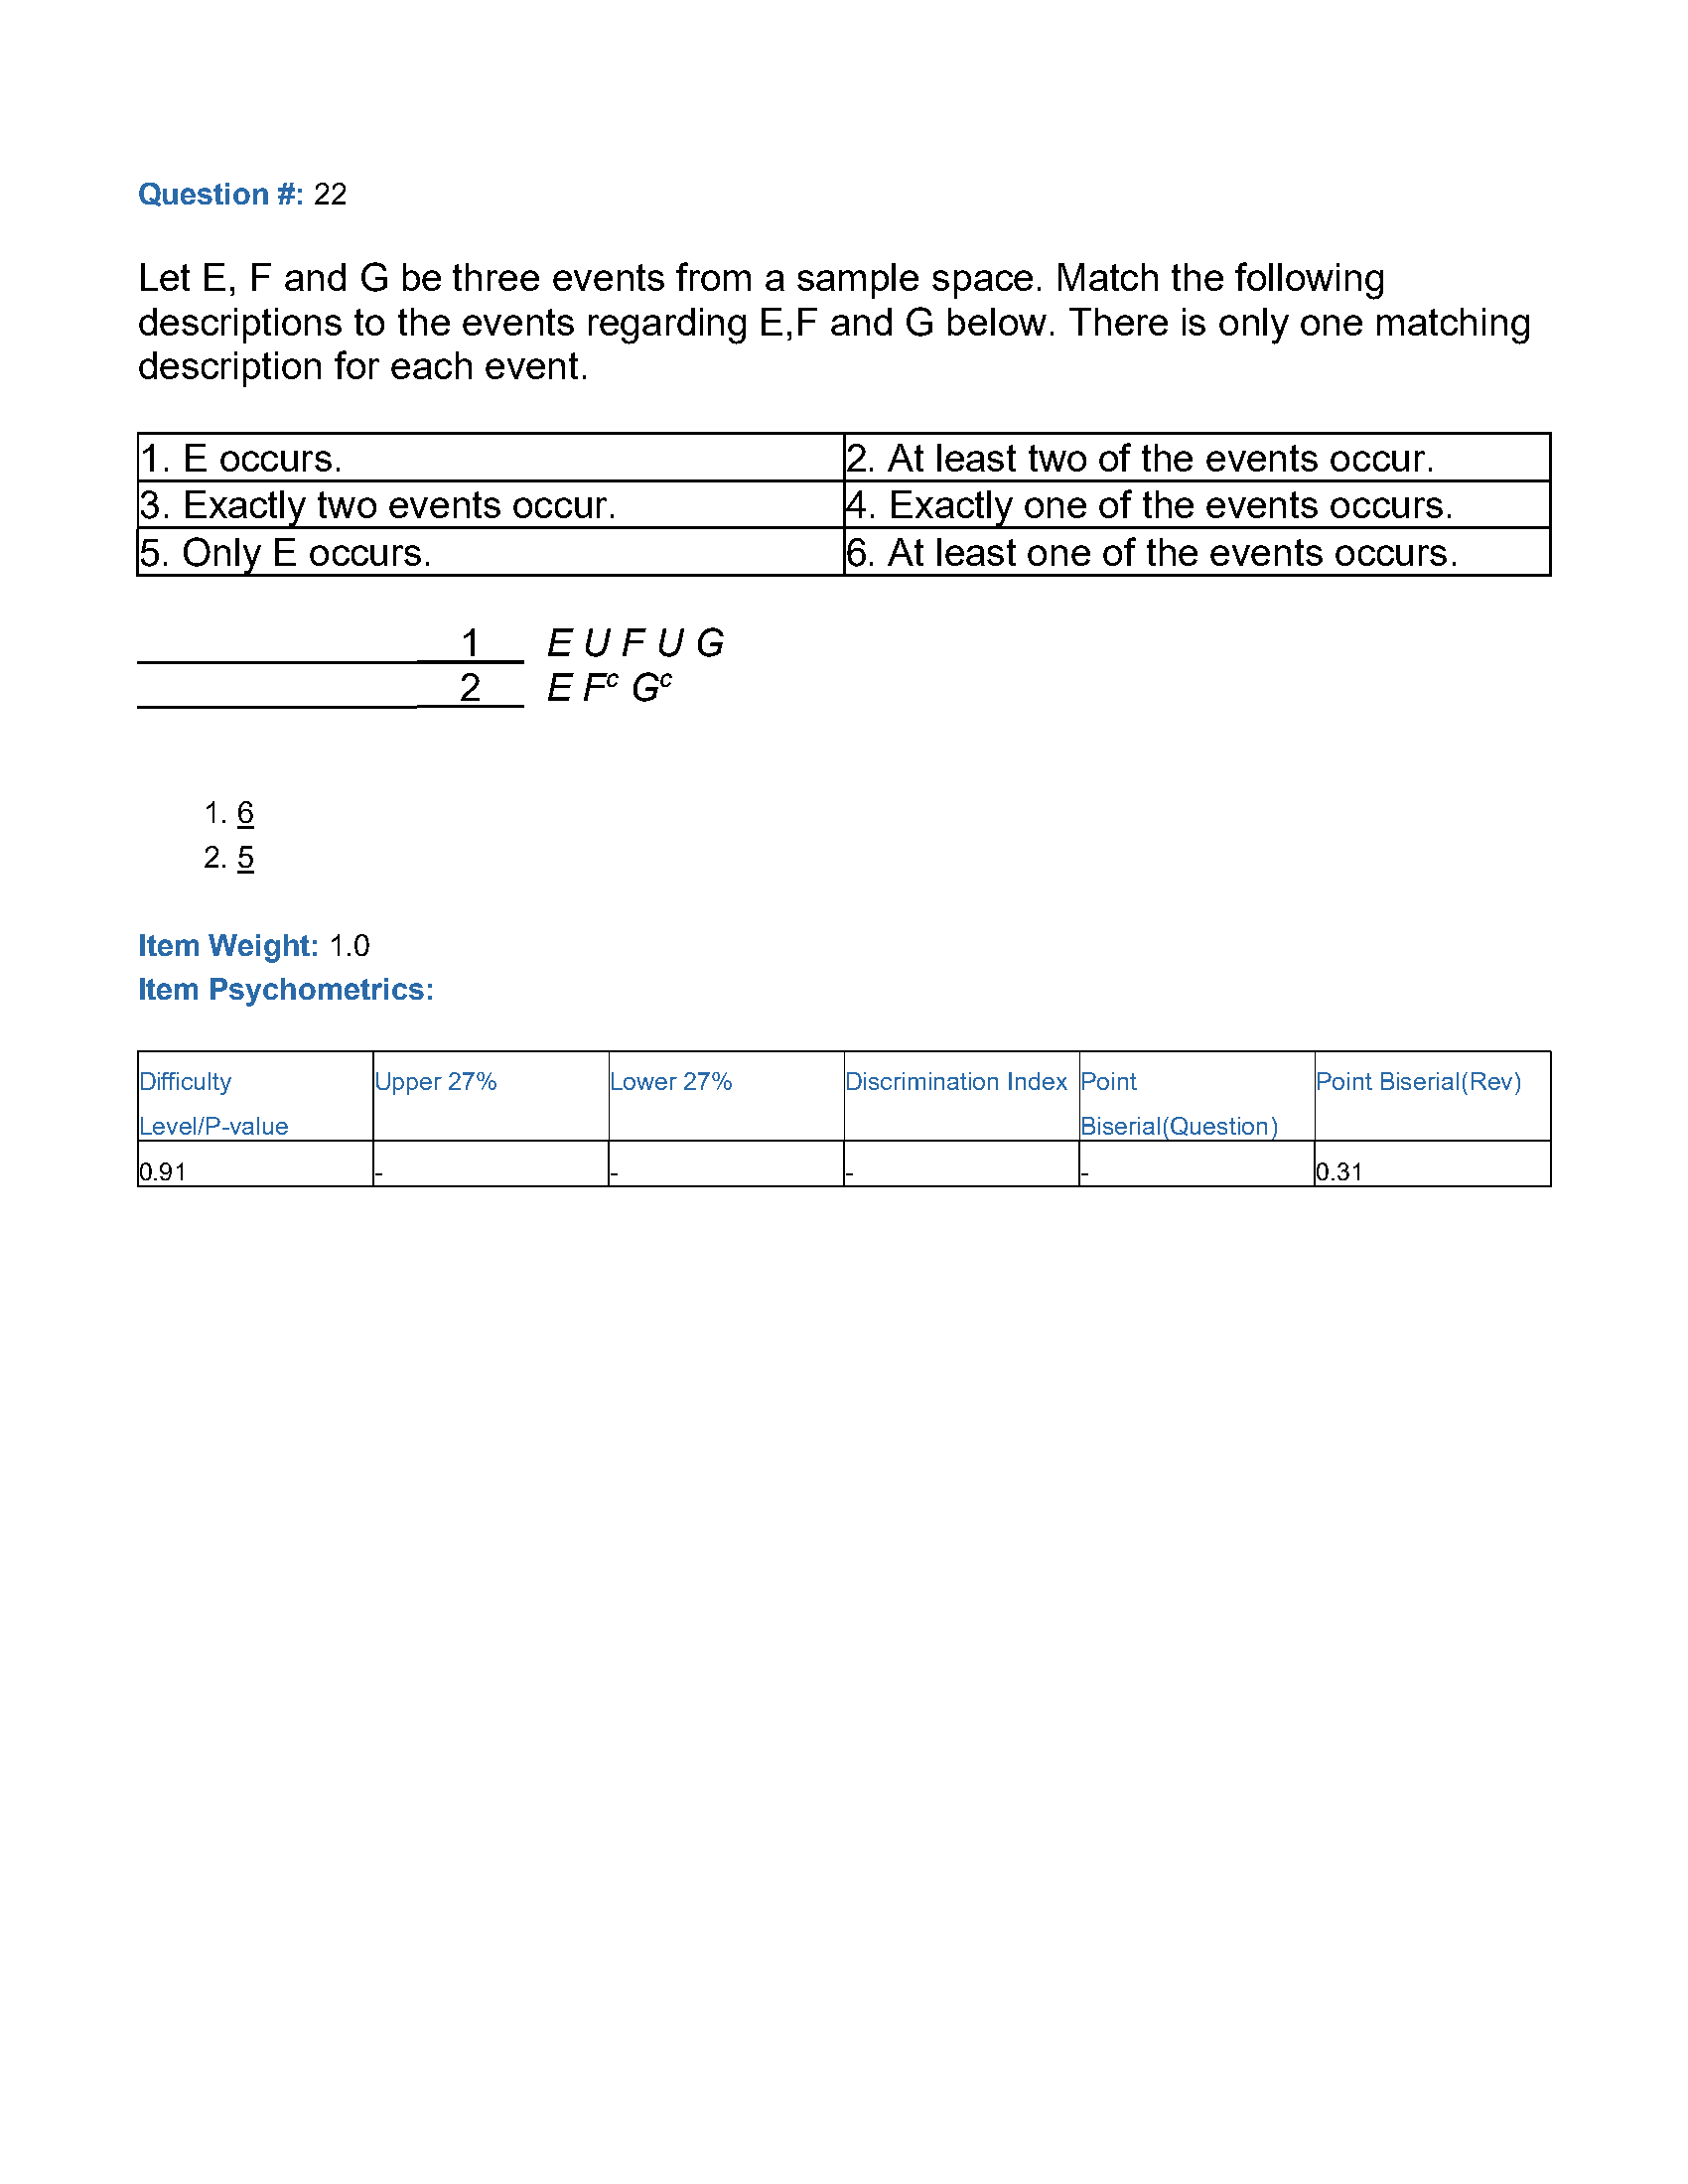 Question #: 22
Let E, F and G be three events from a sample space. Match the following
descriptions to the events regarding E,F and G below. There is only one matching
description for each event.
1. E occurs. 2. At least two of the events occur.
3. Exactly two events occur. 4. Exactly one of the events occurs.
5. Only E occurs. 6. At least one of the events occurs.
1 E U F U G
2 E Fᶜ Gᶜ
1. 6
2. 5
Item Weight: 1.0
Item Psychometrics:
Difficulty Level/P-value Upper 27% Lower 27% Discrimination Index Point Biserial(Question) Point Biserial(Rev)
0.91 - - - - 0.31